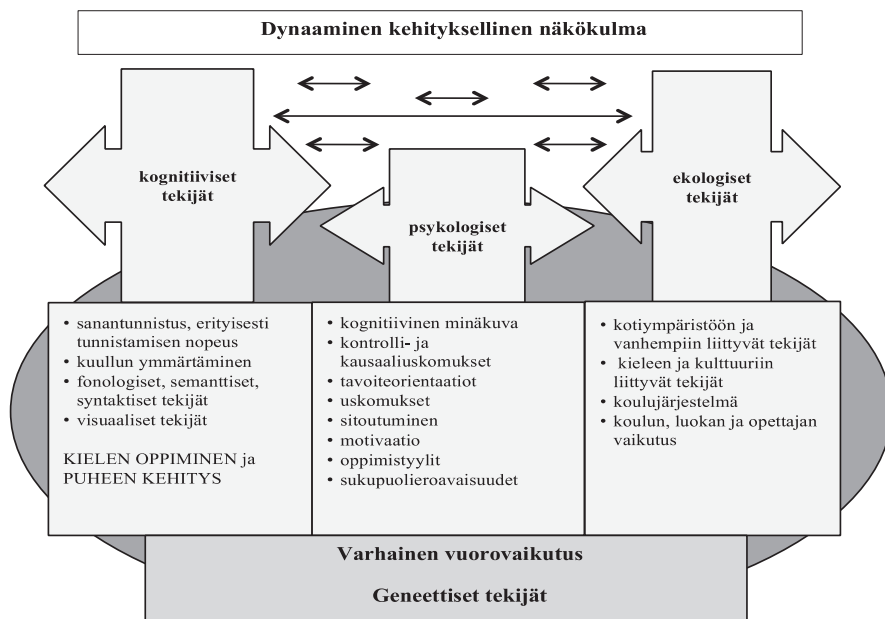 Dynaaminen kehityksellinen näkökulma
kognitiiviset
tekijät
psykologiset
tekijät
ekologiset
tekijät
• sanantunnistus, erityisesti
tunnistamisen nopeus
• kuullun ymmärtäminen
• fonologiset, semanttiset,
syntaktiset tekijät
• visuaaliset tekijät
KIELEN OPPIMINEN ja
PUHEEN KEHITYS
• kognitiivinen minäkuva
• kontrolli- ja
kausaaliuskomukset
• tavoiteorientaatiot
• uskomukset
• sitoutuminen
• motivaatio
• oppimistyylit
• sukupuolieroavaisuudet
• kotiympäristöön ja
vanhempiin liittyvät tekijät
• kieleen ja kulttuuriin
liittyvät tekijät
• koulujärjestelmä
• koulun, luokan ja opettajan
vaikutus
Varhainen vuorovaikutus
Geneettiset tekijät